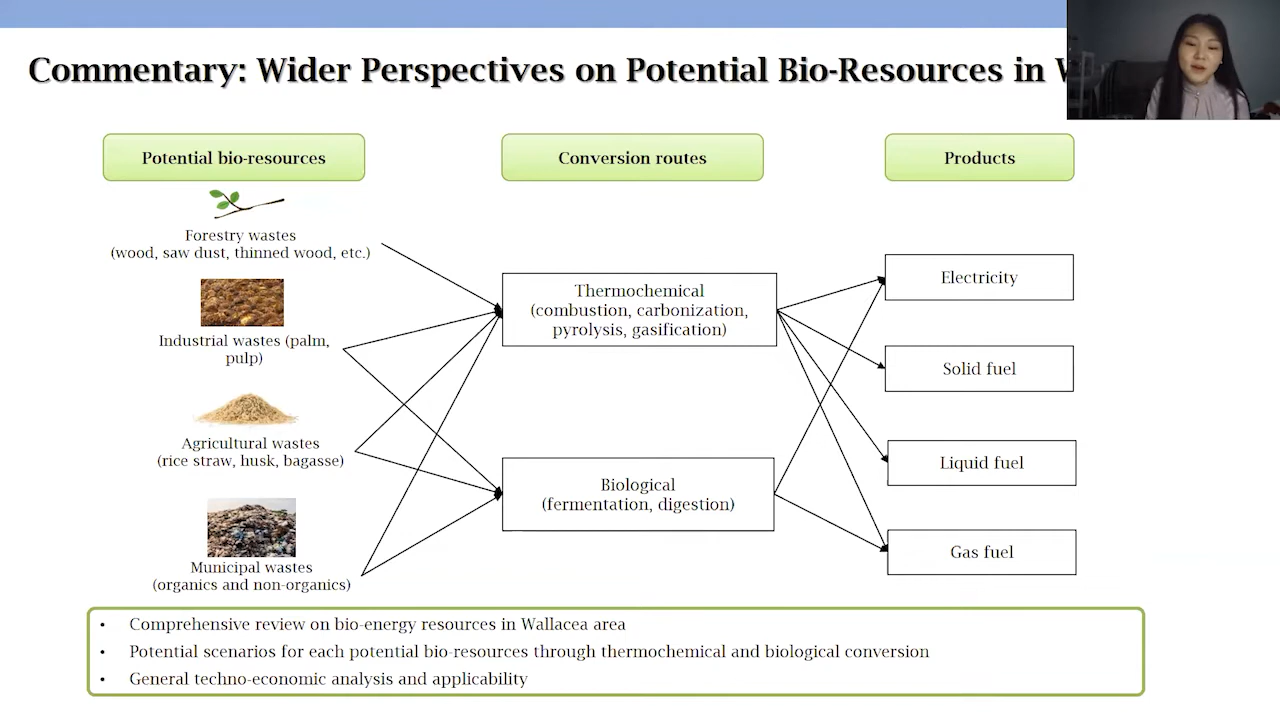 Commentary: Wider Perspectives on Potential Bio-Resources in
Potential bio-resources
Conversion routes
Products
Forestry wastes
(wood, saw dust, thinned wood, etc.)
Industrial wastes (palm,
pulp)
Agricultural wastes
(rice straw, husk, bagasse)
Municipal wastes
(organics and non-organics)
Thermochemical
(combustion, carbonization,
pyrolysis, gasification)
Biological
(fermentation, digestion)
Electricity
Solid fuel
Liquid fuel
Gas fuel
• Comprehensive review on bio-energy resources in Wallacea area
• Potential scenarios for each potential bio-resources through thermochemical and biological conversion
• General techno-economic analysis and applicability